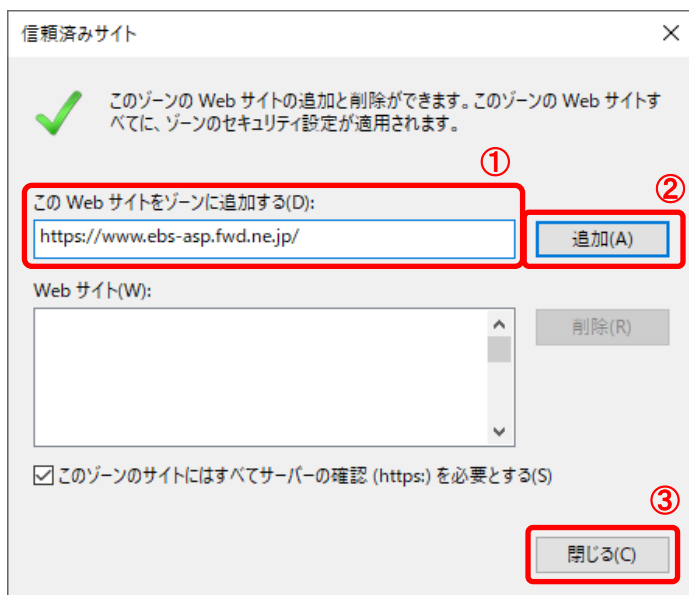 信頼済みサイト
このゾーンの Web サイトの追加と削除ができます。このゾーンの Web サイトす
べてに、ゾーンのセキュリティ設定が適用されます。
①
②
この Web サイトをゾーンに追加する(D):
https://www.ebs-asp.fwd.ne.jp/
追加(A)
Web サイト(W):
削除(R)
このゾーンのサイトにはすべてサーバーの確認 (https:) を必要とする(S)
③
閉じる(C)